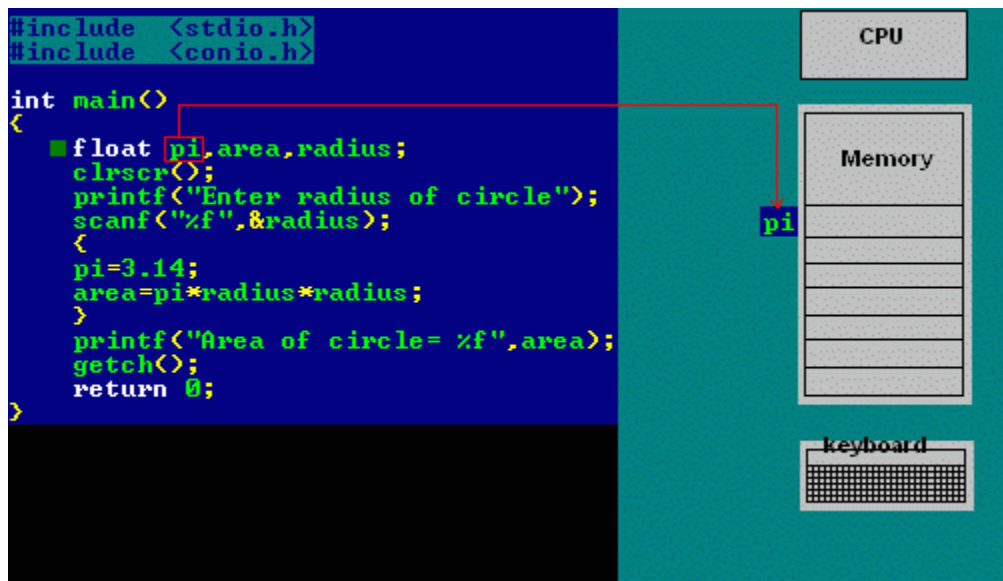 #include  <stdio.h>
#include  <conio.h>
int main()
{
float pi,area,radius;
clrscr();
printf("Enter radius of circle");
scanf("%f",&radius);
{
pi=3.14;
area=pi*radius*radius;
}
printf("Area of circle= %f",area);
getch();
return 0;
}
CPU
Memory
pi
keyboard